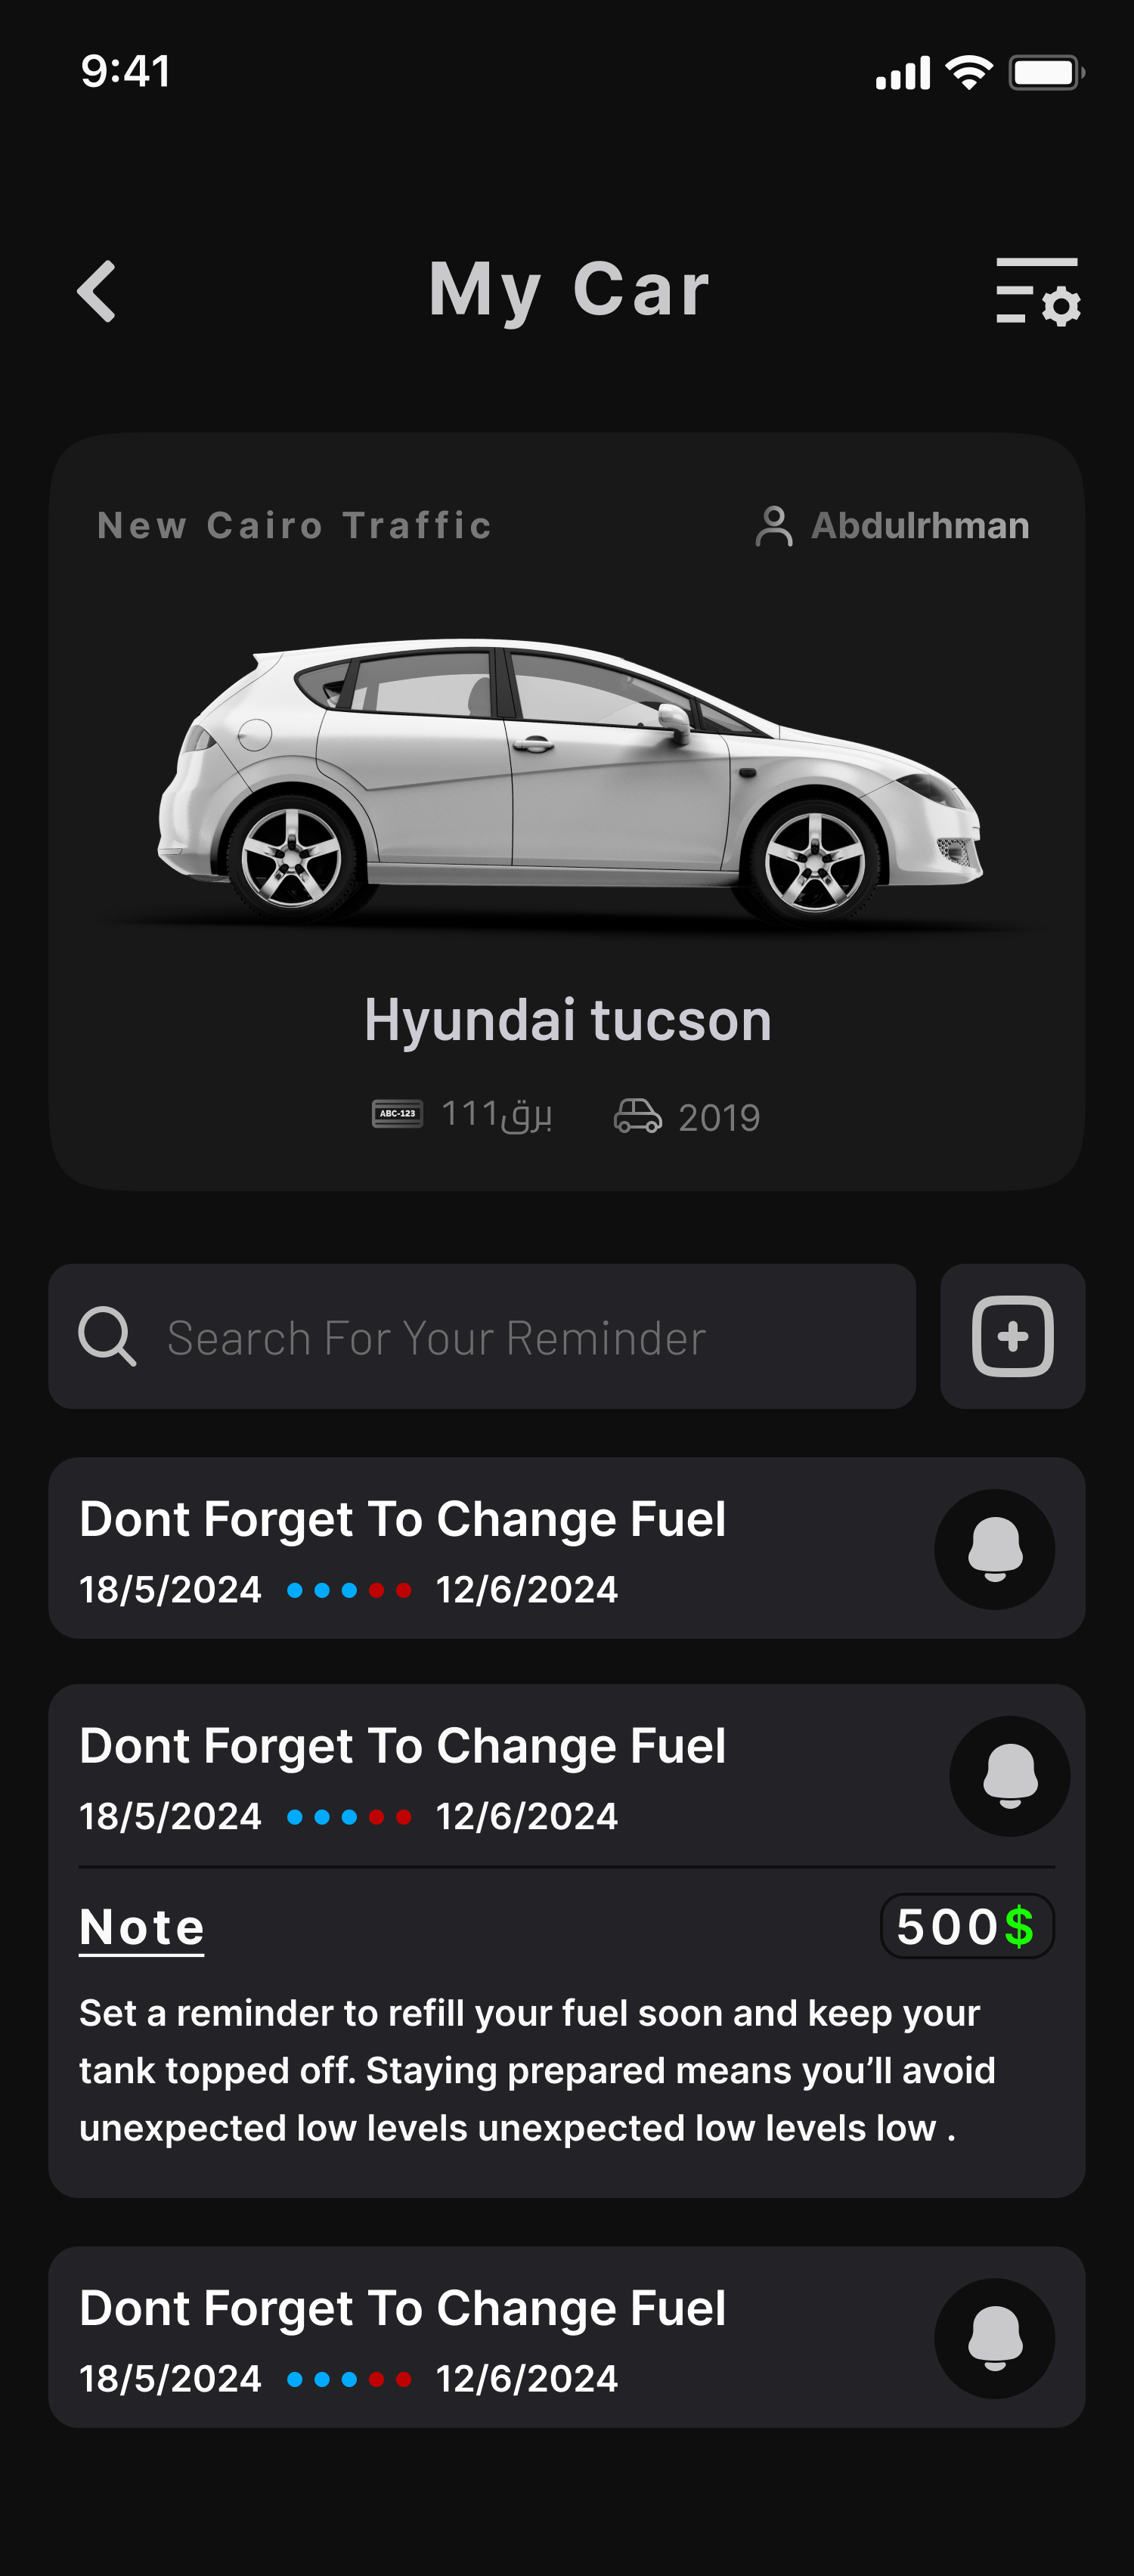 9:41
My Car
New Cairo Traffic
Abdulrhman
Hyundai tucson
ABC-123
برق111
2019
Search For Your Reminder
Dont Forget To Change Fuel
18/5/2024 12/6/2024
Dont Forget To Change Fuel
18/5/2024 12/6/2024
Note
500$
Set a reminder to refill your fuel soon and keep your
tank topped off. Staying prepared means you’ll avoid
unexpected low levels unexpected low levels low .
Dont Forget To Change Fuel
18/5/2024 12/6/2024